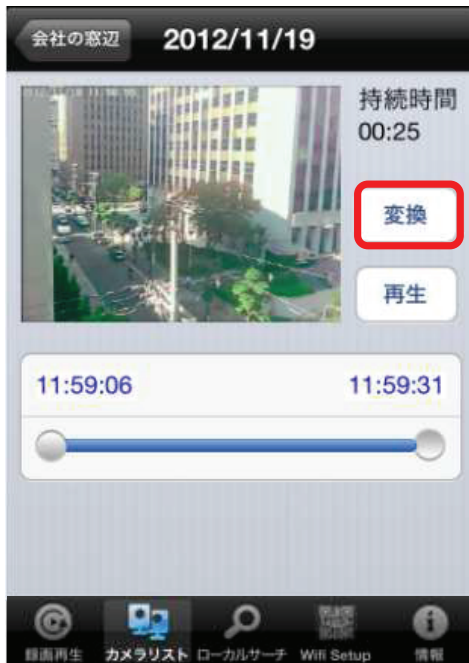 会社の窓辺
2012/11/19
持続時間
00:25
変換
再生
11:59:06
11:59:31
録画再生
カメラリスト
ローカルサーチ
Wifi Setup
情報